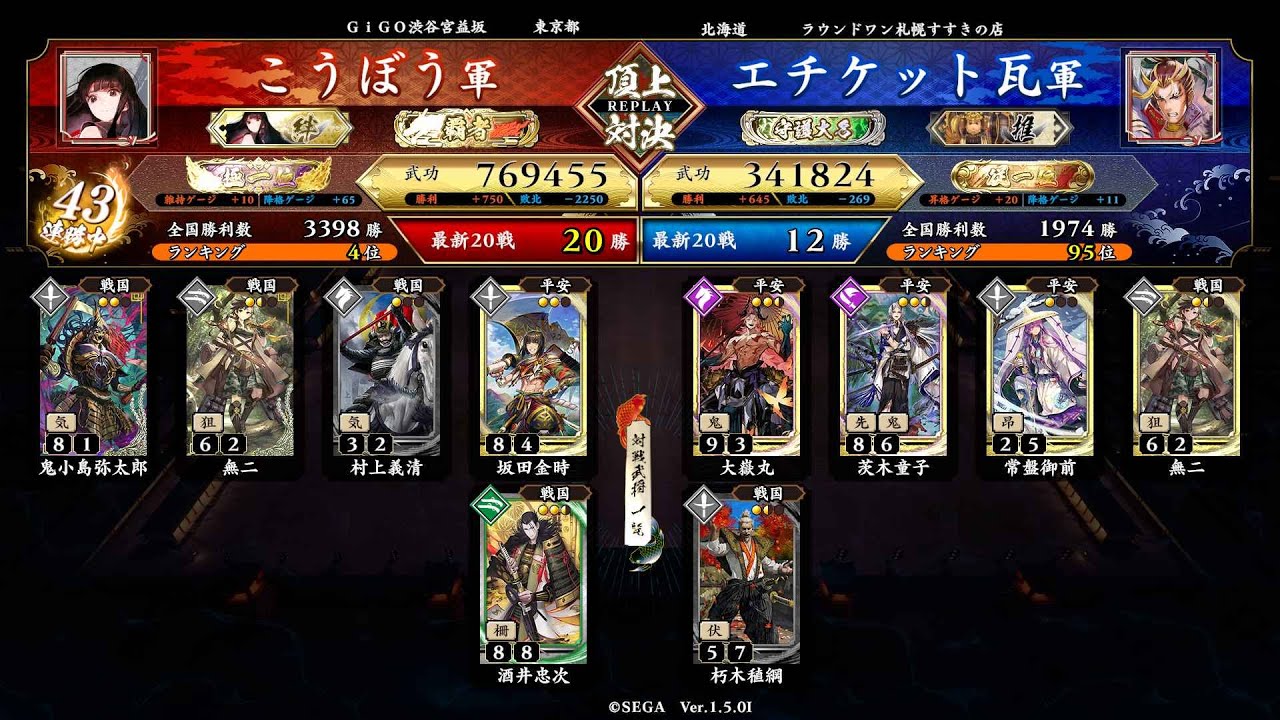 GiGO渋谷宮益坂 東京都
北海道 ラウンドワン札幌すすきの店
こうぼう軍
頂上
REPLAY
対決
エチケット瓦軍
絆
覇者
守護大名
推
極一位
武功 769455
勝利 +750 敗北 -2250
武功 341824
勝利 +645 敗北 -269
従一位
維持ゲージ +10 降格ゲージ +65
昇格ゲージ +20 降格ゲージ +11
43
連勝中
全国勝利数 3398勝
ランキング 4位
最新20戦 20勝
最新20戦 12勝
全国勝利数 1974勝
ランキング 95位
戦国
気
8 1
鬼小島弥太郎
戦国
狙
6 2
無二
戦国
気
3 2
村上義清
平安
8 4
坂田金時
対戦武将一覧
平安
鬼
9 3
大嶽丸
平安
先 鬼
8 6
茨木童子
平安
昂
2 5
常盤御前
戦国
狙
6 2
無二
戦国
柵
8 8
酒井忠次
戦国
伏
5 7
朽木稙綱
©SEGA Ver.1.5.0I